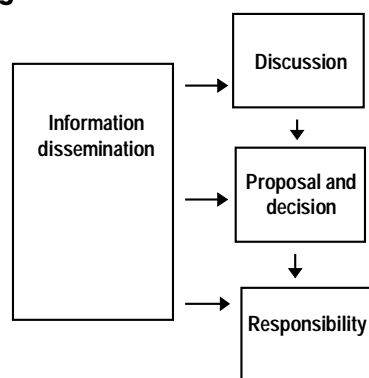 Information
dissemination
Discussion
Proposal and
decision
Responsibility